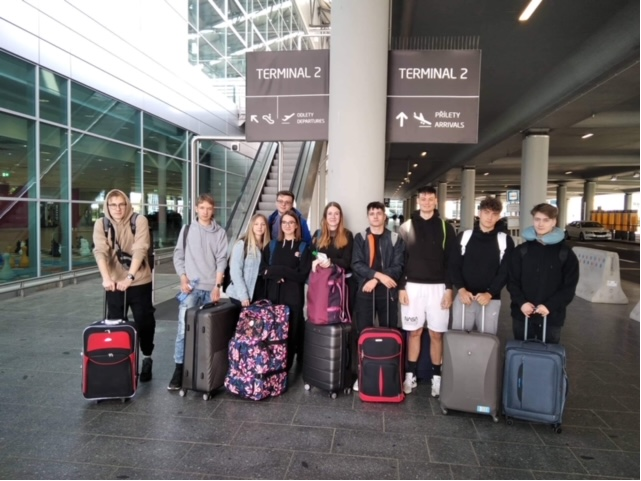 TERMINAL 2
ODLETY
DEPARTURES
TERMINAL 2
PŘÍLETY
ARRIVALS